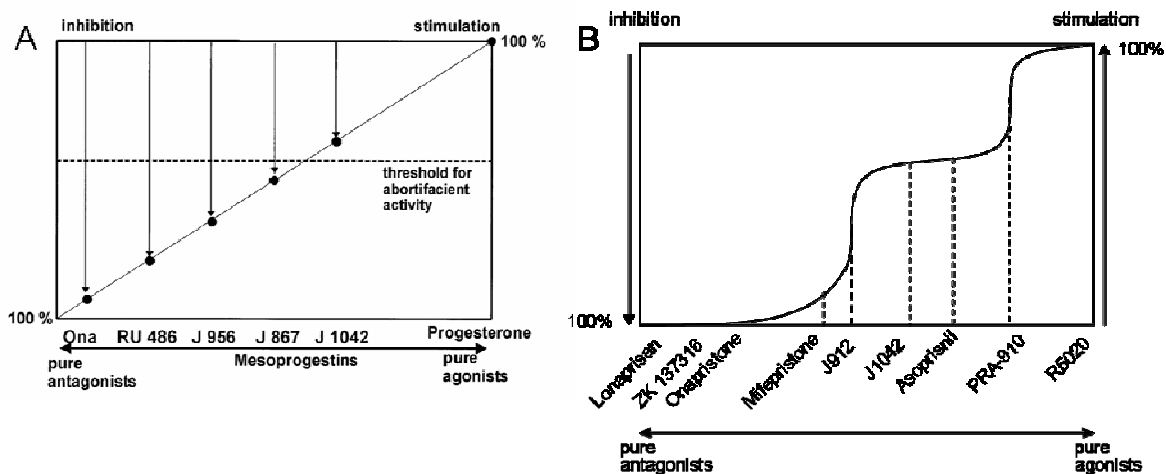 A
inhibition
stimulation
100 %
threshold for
abortifacient
activity
100 %
Ona
RU 486
J 956
J 867
J 1042
Progesterone
Mesoprogestins
pure
antagonists
pure
agonists
B
inhibition
stimulation
100%
100%
Lonaprisan
ZK 137316
Onapristone
Mifepristone
J912
J1042
Asoprisnil
PRA-910
R5020
pure
antagonists
pure
agonists